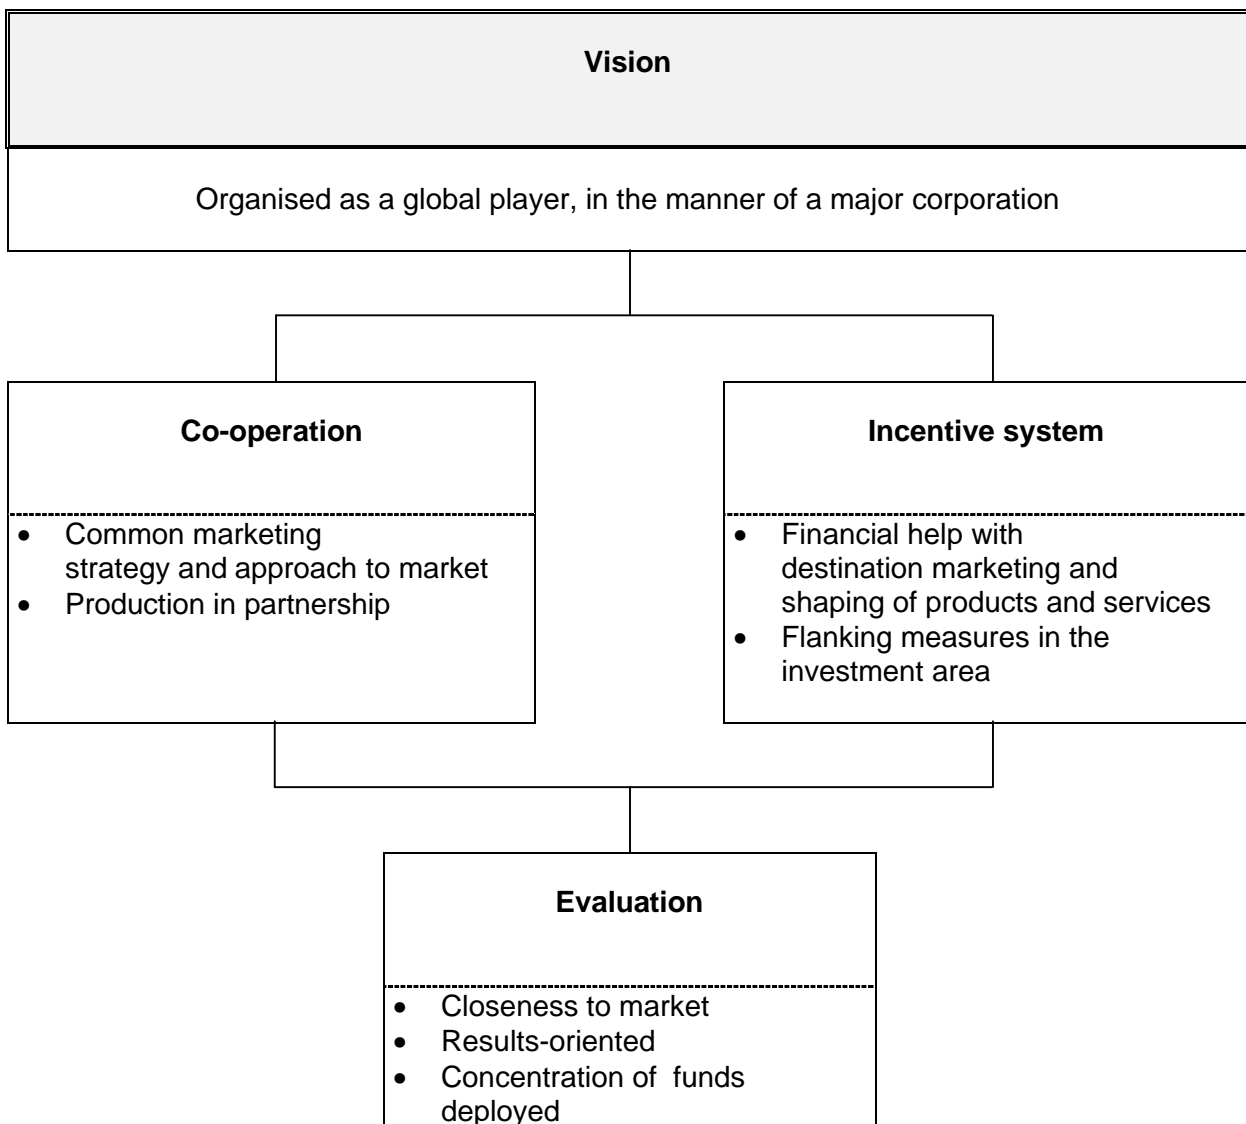 Vision
Organised as a global player, in the manner of a major corporation
Co-operation
• Common marketing
strategy and approach to market
• Production in partnership
Incentive system
• Financial help with
destination marketing and
shaping of products and services
• Flanking measures in the
investment area
Evaluation
• Closeness to market
• Results-oriented
• Concentration of  funds
deployed